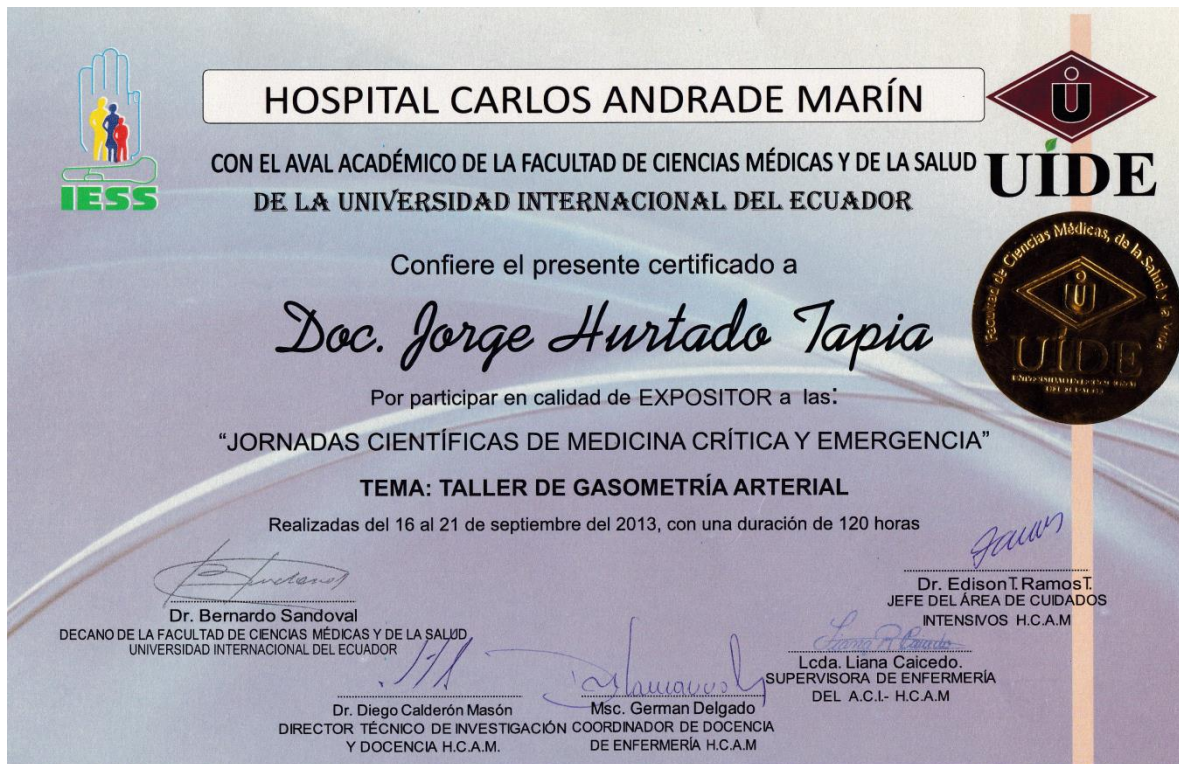 HOSPITAL CARLOS ANDRADE MARÍN
IESS
CON EL AVAL ACADÉMICO DE LA FACULTAD DE CIENCIAS MÉDICAS Y DE LA SALUD
DE LA UNIVERSIDAD INTERNACIONAL DEL ECUADOR
UÍDE
Facultad de Ciencias Médicas, de la Salud y la Vida
UÍDE
Confiere el presente certificado a
Doc. Jorge Hurtado Tapia
Por participar en calidad de EXPOSITOR a las:
“JORNADAS CIENTÍFICAS DE MEDICINA CRÍTICA Y EMERGENCIA”
TEMA: TALLER DE GASOMETRÍA ARTERIAL
Realizadas del 16 al 21 de septiembre del 2013, con una duración de 120 horas
Dr. Bernardo Sandoval
DECANO DE LA FACULTAD DE CIENCIAS MÉDICAS Y DE LA SALUD
UNIVERSIDAD INTERNACIONAL DEL ECUADOR
Dr. Edison T. Ramos T.
JEFE DEL ÁREA DE CUIDADOS
INTENSIVOS H.C.A.M
Lcda. Liana Caicedo.
SUPERVISORA DE ENFERMERÍA
DEL A.C.I.- H.C.A.M
Dr. Diego Calderón Masón
DIRECTOR TÉCNICO DE INVESTIGACIÓN
Y DOCENCIA H.C.A.M.
Msc. German Delgado
COORDINADOR DE DOCENCIA
DE ENFERMERÍA H.C.A.M